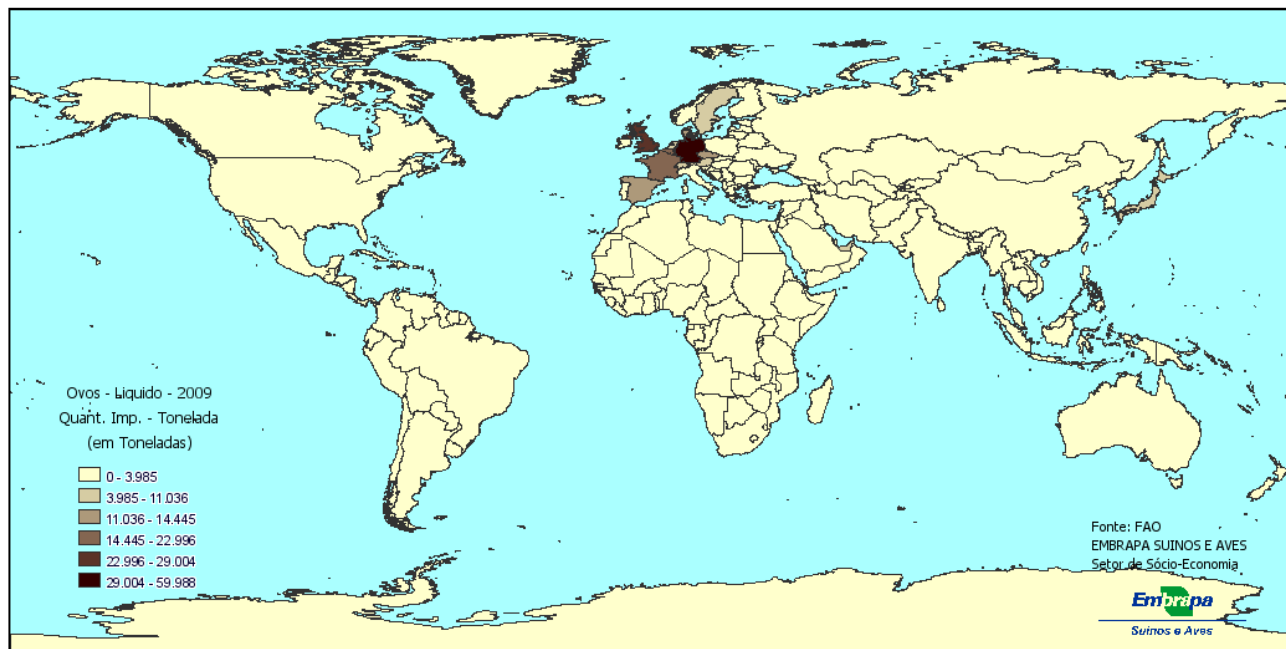 Ovos - Liquido - 2009
Quant. Imp. - Tonelada
(em Toneladas)
0 - 3.985
3.985 - 11.036
11.036 - 14.445
14.445 - 22.996
22.996 - 29.004
29.004 - 59.988
Fonte: FAO
EMBRAPA SUINOS E AVES
Setor de Sócio-Economia
Embrapa
Suínos e Aves